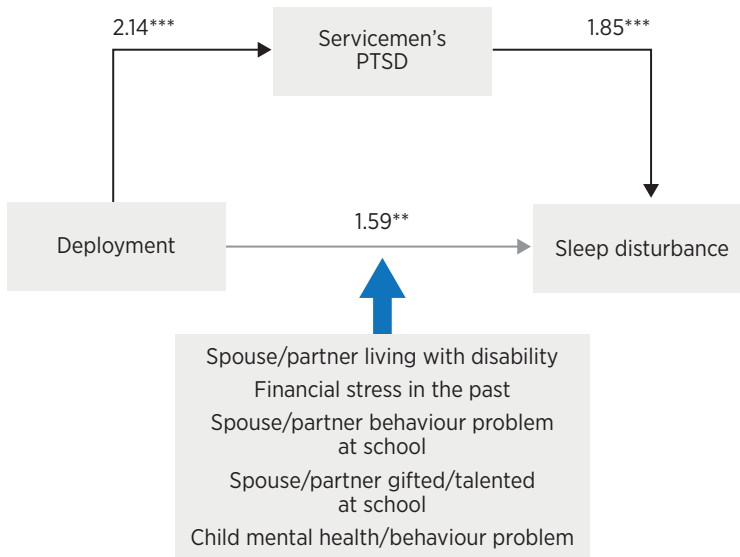 2.14***
Servicemen's
PTSD
1.85***
Deployment
1.59**
Sleep disturbance
Spouse/partner living with disability
Financial stress in the past
Spouse/partner behaviour problem
at school
Spouse/partner gifted/talented
at school
Child mental health/behaviour problem